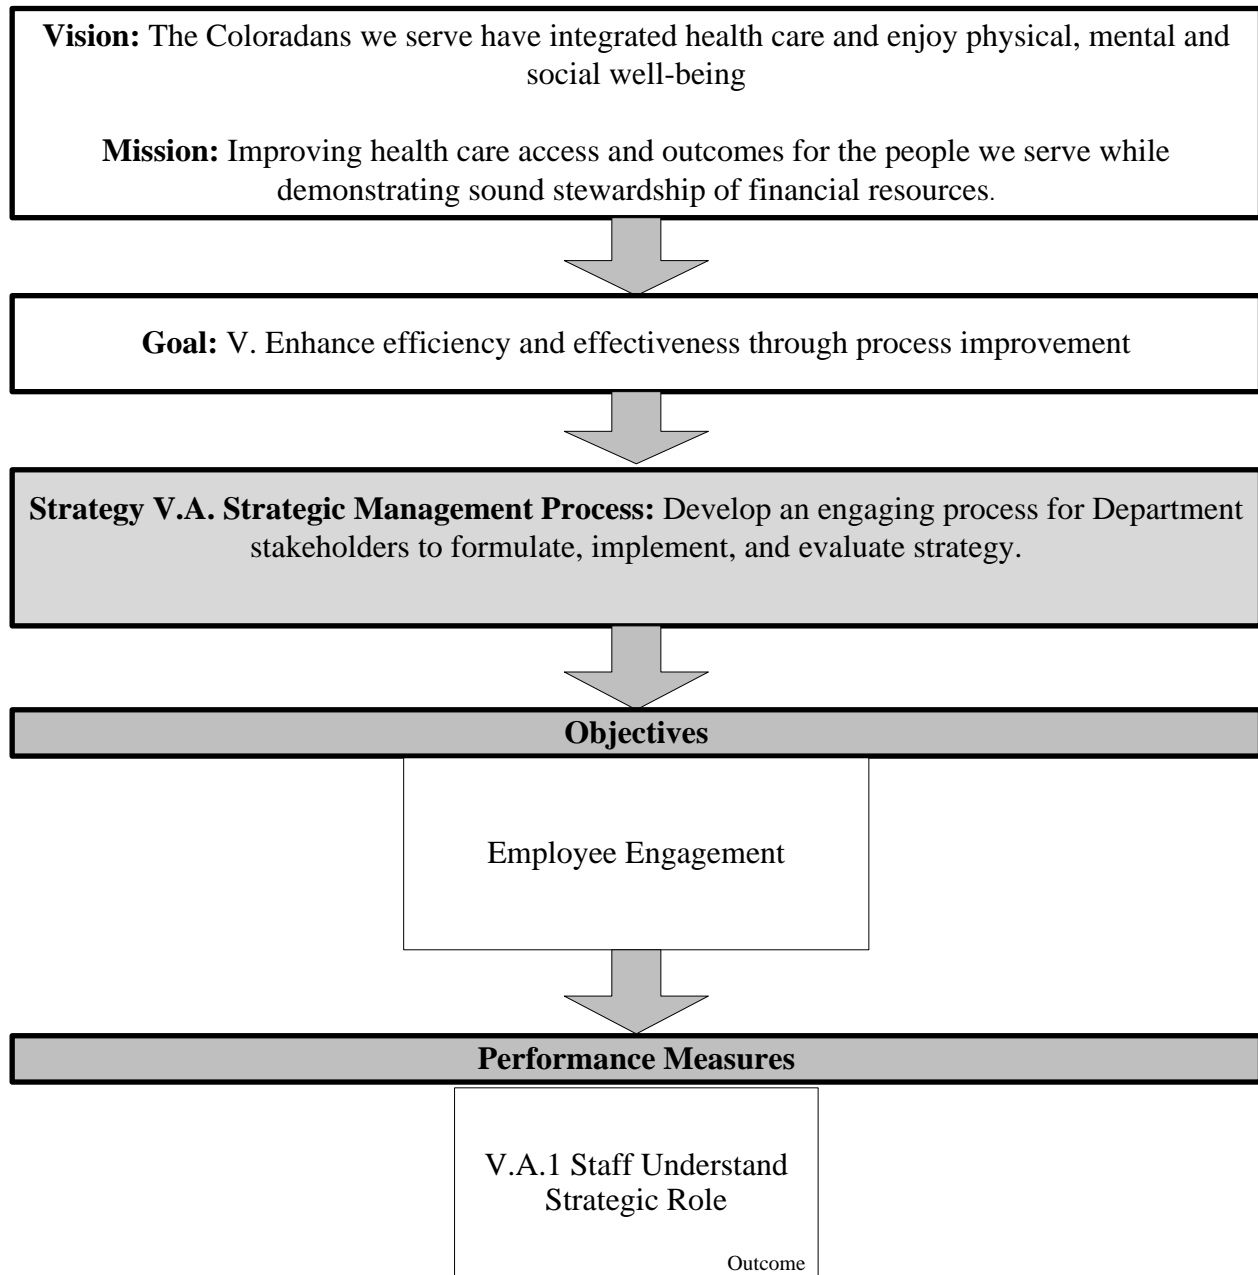 Vision: The Coloradans we serve have integrated health care and enjoy physical, mental and
social well-being
Mission: Improving health care access and outcomes for the people we serve while
demonstrating sound stewardship of financial resources.
Goal: V. Enhance efficiency and effectiveness through process improvement
Strategy V.A. Strategic Management Process: Develop an engaging process for Department
stakeholders to formulate, implement, and evaluate strategy.
Objectives
Employee Engagement
Performance Measures
V.A.1 Staff Understand
Strategic Role
Outcome